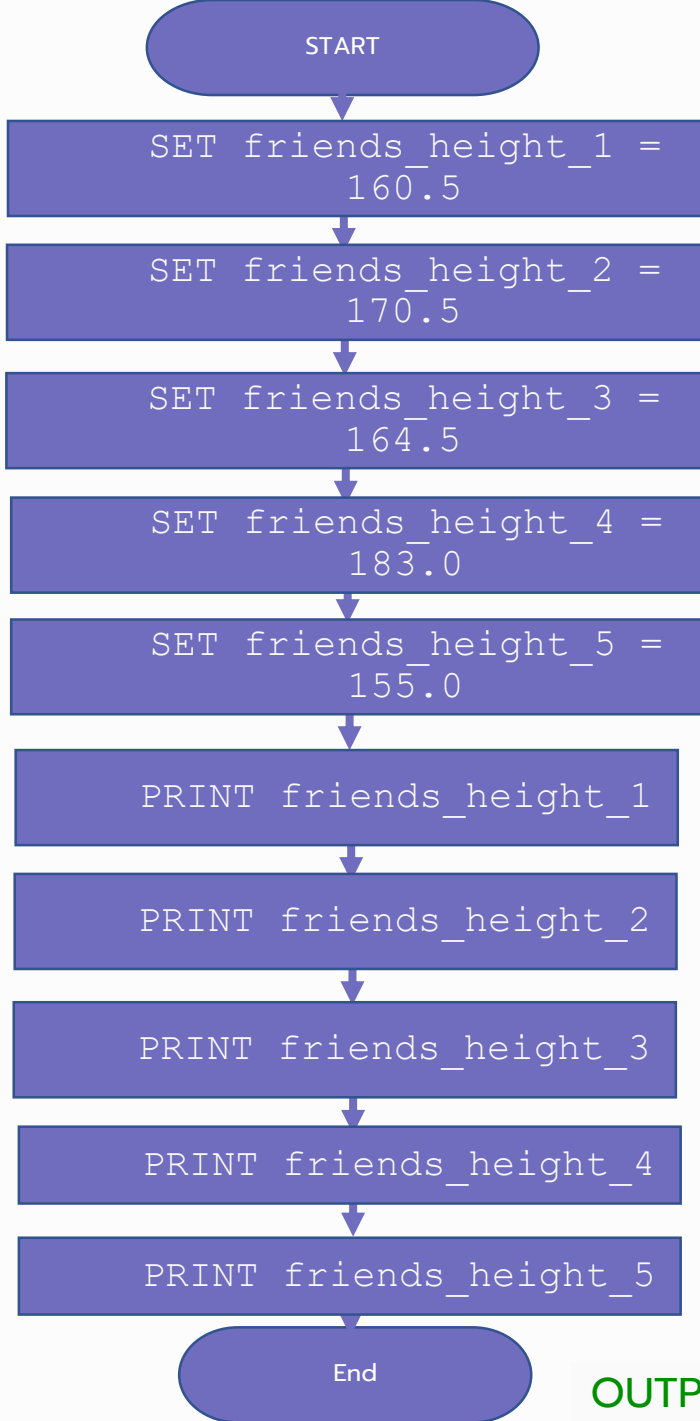 START
SET friends_height_1 =
160.5
SET friends_height_2 =
170.5
SET friends_height_3 =
164.5
SET friends_height_4 =
183.0
SET friends_height_5 =
155.0
PRINT friends_height_1
PRINT friends_height_2
PRINT friends_height_3
PRINT friends_height_4
PRINT friends_height_5
End
OUTP